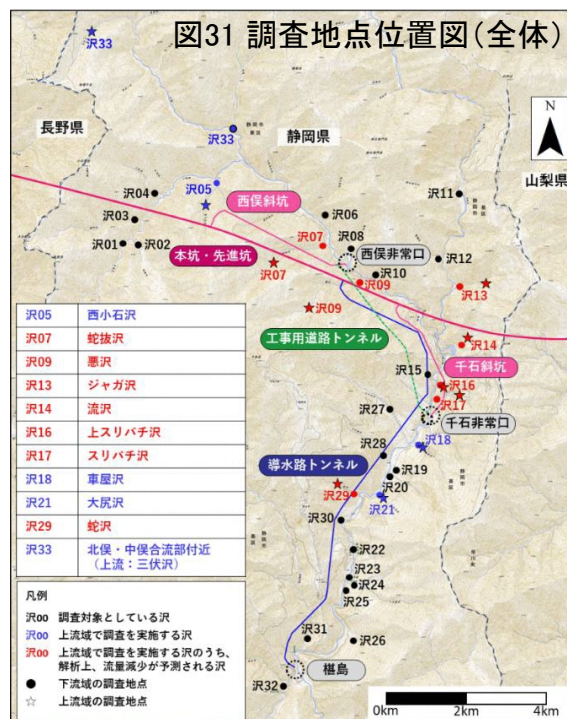 図31 調査地点位置図(全体)
沢33
長野県
静岡県
沢33
N
山梨県
沢05
沢04
西俣斜坑
沢06
沢11
沢03
沢01
沢02
沢07
沢08
西俣非常口
沢12
本坑・先進坑
沢07
沢09
沢10
沢13
沢09
工事用道路トンネル
沢14
沢15
千石斜坑
沢16
沢17
沢27
千石非常口
沢18
沢28
導水路トンネル
沢19
沢20
沢29
沢21
沢30
沢22
沢23
沢24
沢25
沢31
沢26
椹島
沢32
0km 2km 4km
沢05 西小石沢
沢07 蛇抜沢
沢09 悪沢
沢13 ジャガ沢
沢14 流沢
沢16 上スリバチ沢
沢17 スリバチ沢
沢18 車屋沢
沢21 大尻沢
沢29 蛇沢
沢33 北俣・中俣合流部付近
(上流:三伏沢)
凡例
沢00 調査対象としている沢
沢00 上流域で調査を実施する沢
沢00 上流域で調査を実施する沢のうち、
解析上、流量減少が予測される沢
● 下流域の調査地点
☆ 上流域の調査地点